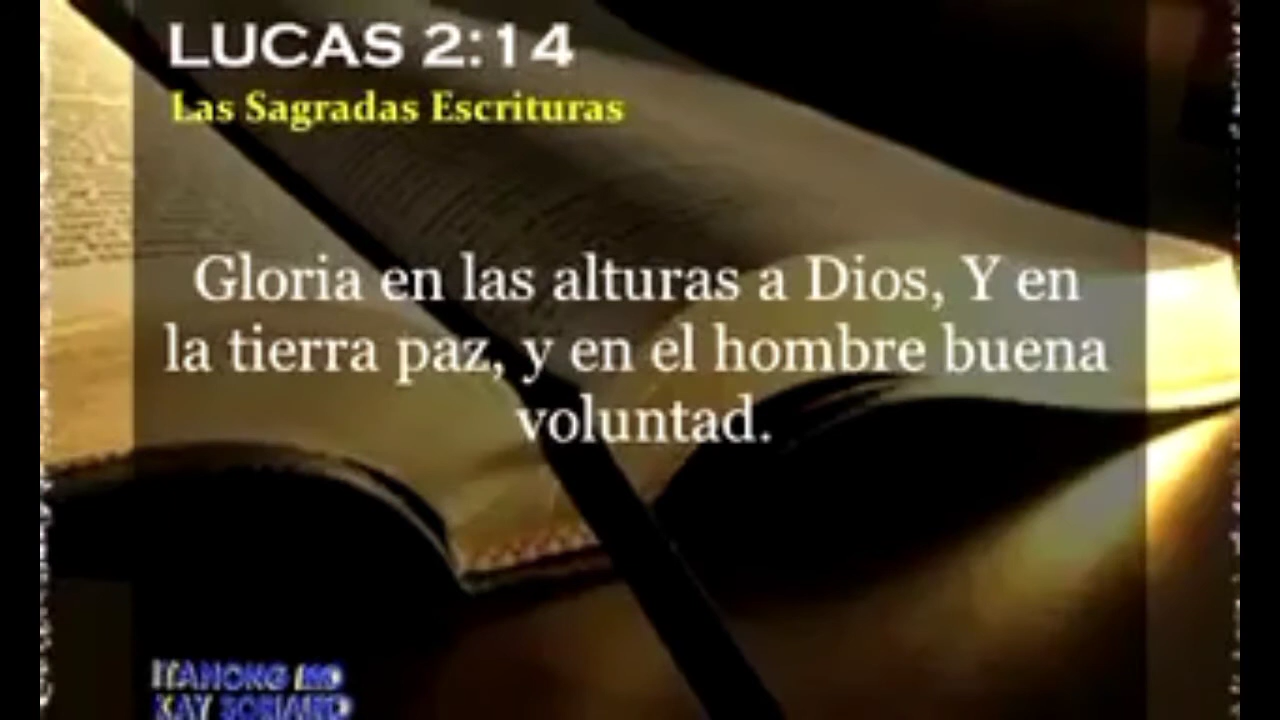 LUCAS 2:14
Las Sagradas Escrituras
Gloria en las alturas a Dios, Y en
la tierra paz, y en el hombre buena
voluntad.
ITANONG MO
KAY SORIANO